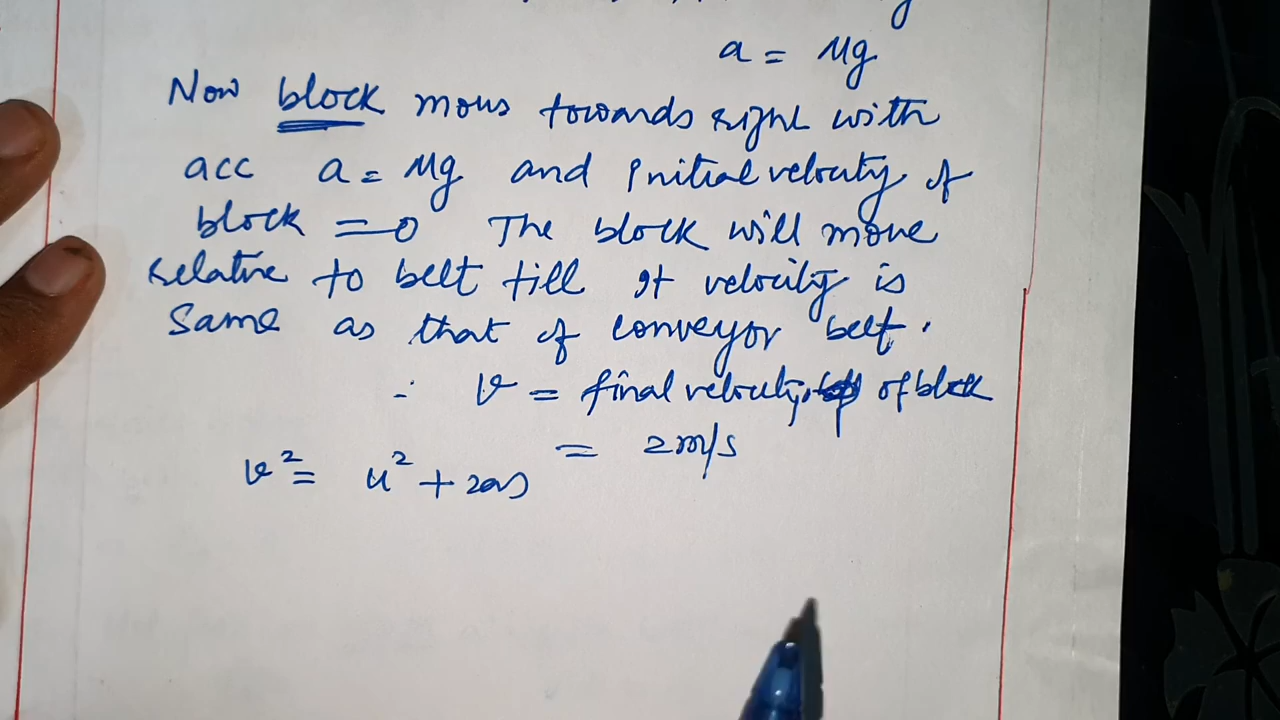 a = μg
Now block moves towards right with
acc a = μg and initial velocity of
block = 0 The block will move
relative to belt till it velocity is
same as that of conveyor belt.
∴ v = final velocity of block
= 2 m/s
v² = u² + 2as